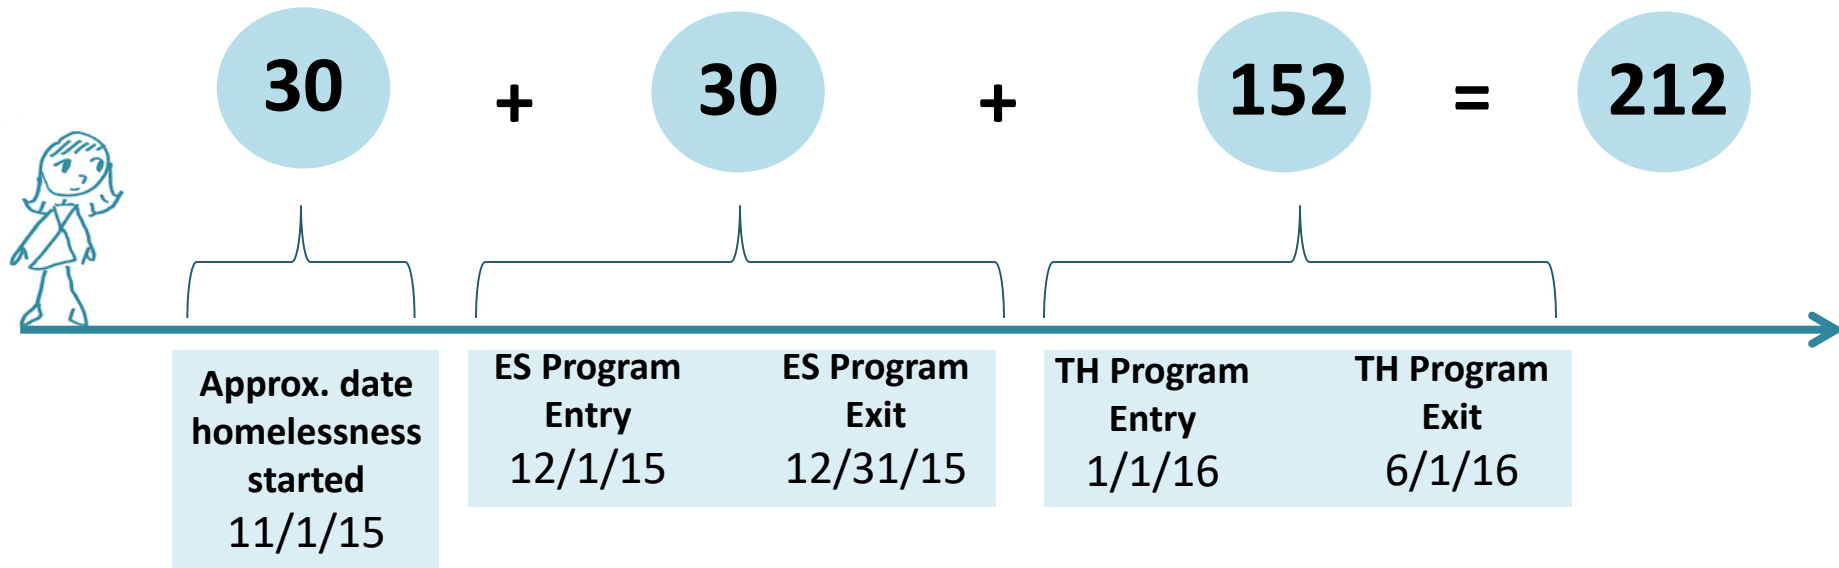 30 + 30 + 152 = 212
Approx. date
homelessness
started
11/1/15
ES Program
Entry
12/1/15
ES Program
Exit
12/31/15
TH Program
Entry
1/1/16
TH Program
Exit
6/1/16